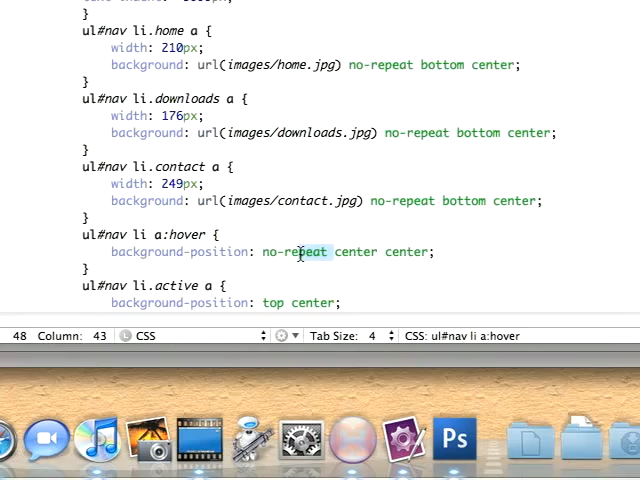 }
ul#nav li.home a {
width: 210px;
background: url(images/home.jpg) no-repeat bottom center;
}
ul#nav li.downloads a {
width: 176px;
background: url(images/downloads.jpg) no-repeat bottom center;
}
ul#nav li.contact a {
width: 249px;
background: url(images/contact.jpg) no-repeat bottom center;
}
ul#nav li a:hover {
background-position: no-repeat center center;
}
ul#nav li.active a {
background-position: top center;
48 Column: 43 L CSS Tab Size: 4 CSS: ul#nav li a:hover
Ps